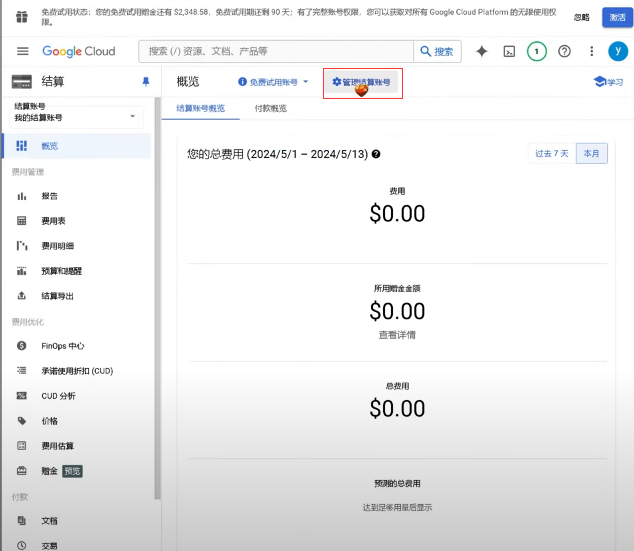 免费试用状态：您的免费试用赠金还有 $2,348.58，免费试用期还剩 90 天；有了完整账号权限，您可以获取对所有 Google Cloud Platform 的无限使用权
限。
忽略
激活
Google Cloud
搜索 (/) 资源、文档、产品等
搜索
1
y
结算
概览
免费试用账号
管理结算账号
学习
结算账号
我的结算账号
结算账号概览
付款概览
概览
费用管理
报告
费用表
费用明细
预算和提醒
结算导出
费用优化
FinOps 中心
承诺使用折扣 (CUD)
CUD 分析
价格
费用估算
赠金 预览
付款
文档
交易
您的总费用 (2024/5/1 – 2024/5/13)
过去 7 天
本月
费用
$0.00
所用赠金金额
$0.00
查看详情
总费用
$0.00
预测的总费用
达到足够用量后显示